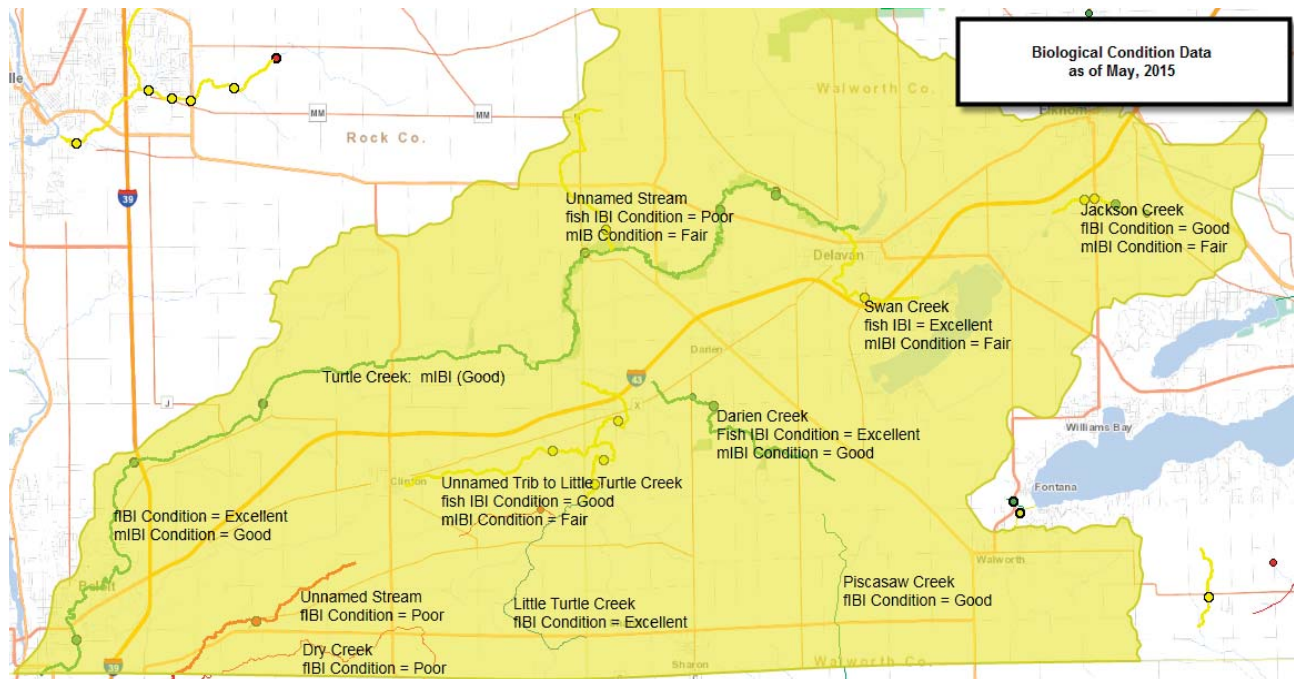 Biological Condition Data
as of May, 2015
lle
MM
MM
Rock Co.
Walworth Co.
Elkhorn
39
Unnamed Stream
fish IBI Condition = Poor
mIB Condition = Fair
Jackson Creek
fIBI Condition = Good
mIBI Condition = Fair
Delavan
Swan Creek
fish IBI = Excellent
mIBI Condition = Fair
Darien
Turtle Creek: mIBI (Good)
43
J
X
Darien Creek
Fish IBI Condition = Excellent
mIBI Condition = Good
Williams Bay
Clinton
Unnamed Trib to Little Turtle Creek
fish IBI Condition = Good
mIBI Condition = Fair
Fontana
fIBI Condition = Excellent
mIBI Condition = Good
Walworth
Beloit
Unnamed Stream
fIBI Condition = Poor
Little Turtle Creek
fIBI Condition = Excellent
Piscasaw Creek
fIBI Condition = Good
Dry Creek
fIBI Condition = Poor
39
Sharon
Walworth Co.